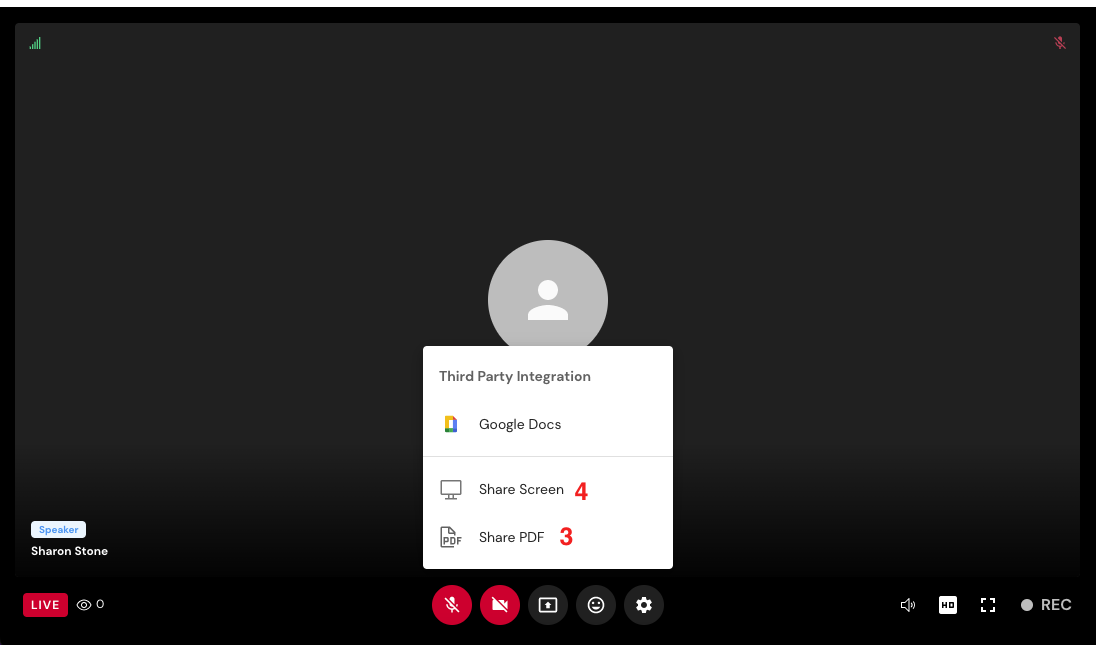 Third Party Integration
Google Docs
Share Screen 4
PDF Share PDF 3
Speaker
Sharon Stone
LIVE 0
HD REC